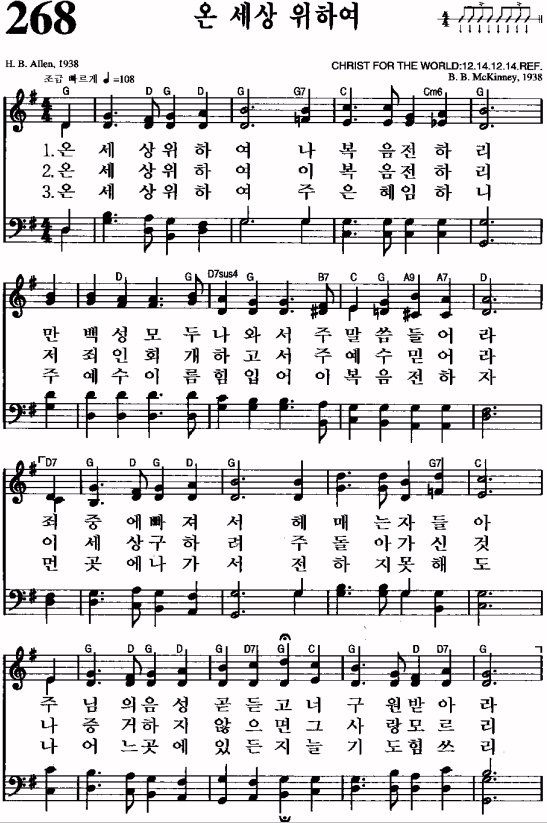 268
온 세상 위하여
H. B. Allen, 1938
CHRIST FOR THE WORLD:12.14.12.14.REF.
조금 빠르게 ♩=108
B. B. McKinney, 1938
G D G G G7 C Cm6 G
1.온 세 상 위 하 여 나 복 음 전 하 리
2.온 세 상 위 하 여 이 복 음 전 하 리
3.온 세 상 위 하 여 주 은 혜 임 하 니
G D G D7sus4 G B7 C G A9 A7 D
만 백 성 모 두 나 와 서 주 말 씀 들 어 라
저 죄 인 회 개 하 고 서 주 예 수 믿 어 라
주 예 수 이 름 힘 입 어 이 복 음 전 하 자
D7 G D G D G G7 C
죄 중 에 빠 져 서 헤 매 는 자 들 아
이 세 상 구 하 려 주 돌 아 가 신 것
먼 곳 에 나 가 서 전 하 지 못 해 도
G D G D7 G C G D D7 G C G
주 님 의 음 성 곧 듣 고 너 구 원 받 아 라
나 증 거 하 지 않 으 면 그 사 랑 모 르 리
나 어 느 곳 에 있 든 지 늘 기 도 힘 쓰 리